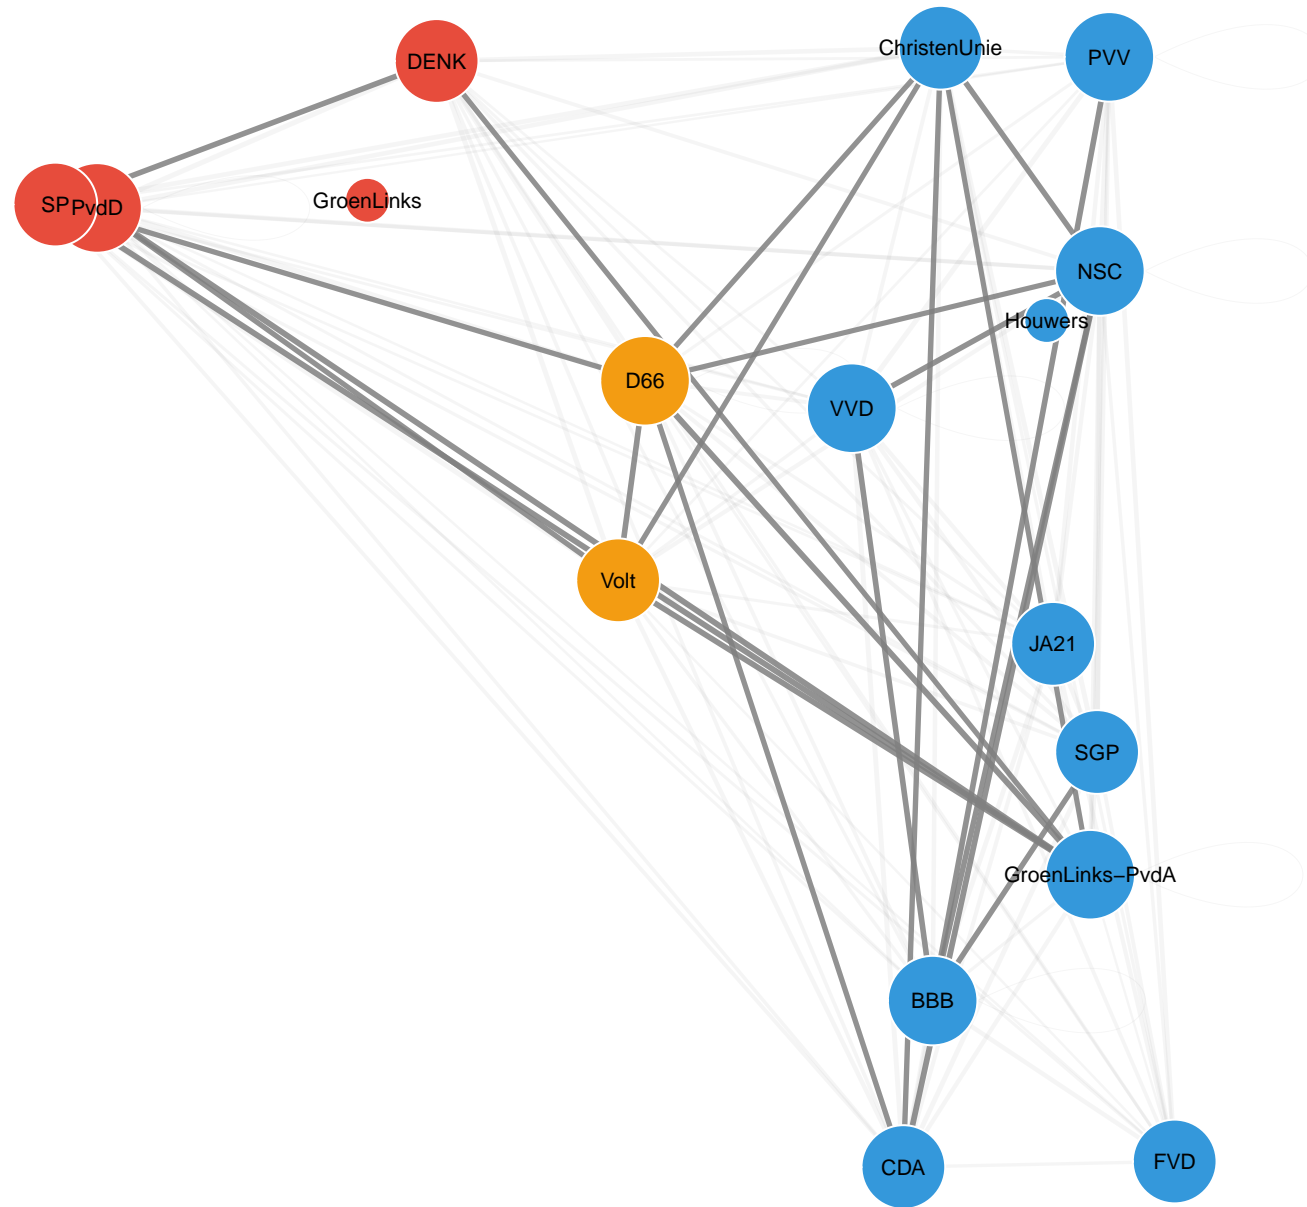 ChristenUnie
PVV
DENK
SP
PvdD
GroenLinks
NSC
Houwers
D66
VVD
Volt
JA21
SGP
GroenLinks−PvdA
BBB
CDA
FVD